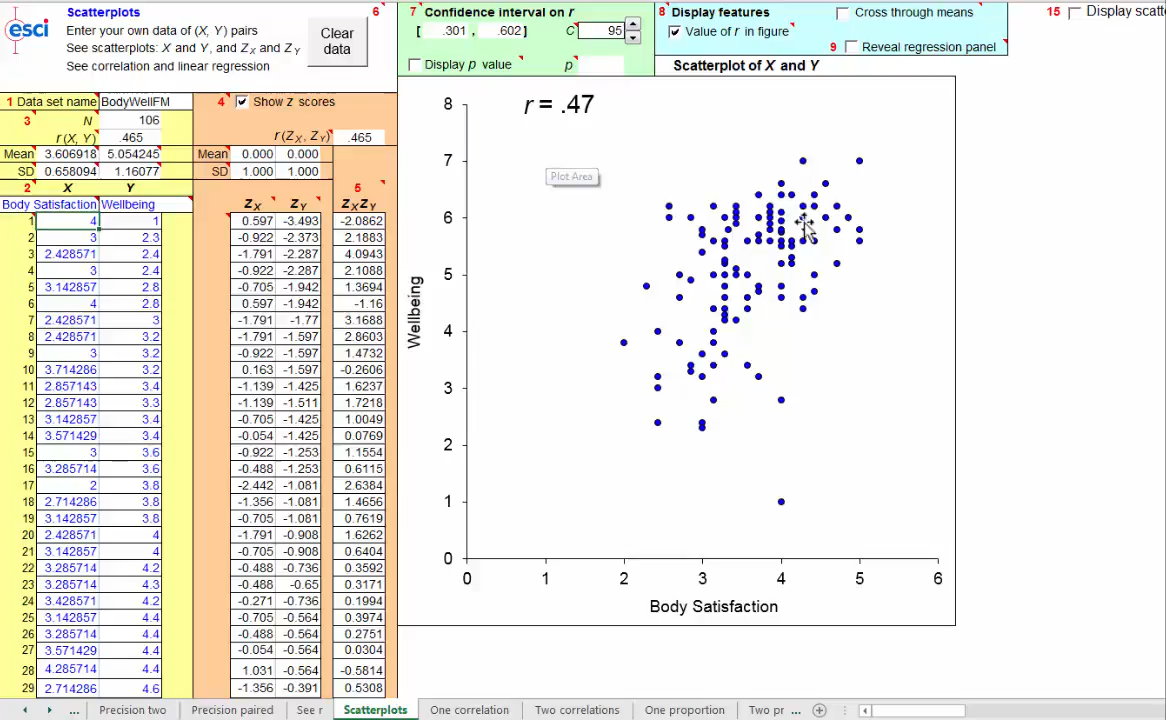 esci
Scatterplots
6
Enter your own data of (X, Y) pairs
See scatterplots: X and Y, and ZX and ZY
See correlation and linear regression
Clear
data
7 Confidence interval on r
[ .301 , .602 ] C 95
Display p value p
8 Display features
Value of r in figure
Cross through means
9 Reveal regression panel
15 Display scatte
Scatterplot of X and Y
1 Data set name BodyWellFM
3 N 106
r (X, Y) .465
Mean 3.606918 5.054245
SD 0.658094 1.16077
2 X Y
Body Satisfaction Wellbeing
4 Show z scores
r (ZX, ZY) .465
Mean 0.000 0.000
SD 1.000 1.000
5
ZX ZY XZZY
1 4 1 0.597 -3.493 -2.0862
2 3 2.3 -0.922 -2.373 2.1883
3 2.428571 2.4 -1.791 -2.287 4.0943
4 3 2.4 -0.922 -2.287 2.1088
5 3.142857 2.8 -0.705 -1.942 1.3694
6 4 2.8 0.597 -1.942 -1.16
7 2.428571 3 -1.791 -1.77 3.1688
8 2.428571 3.2 -1.791 -1.597 2.8603
9 3 3.2 -0.922 -1.597 1.4732
10 3.714286 3.2 0.163 -1.597 -0.2606
11 2.857143 3.4 -1.139 -1.425 1.6237
12 2.857143 3.3 -1.139 -1.511 1.7218
13 3.142857 3.4 -0.705 -1.425 1.0049
14 3.571429 3.4 -0.054 -1.425 0.0769
15 3 3.6 -0.922 -1.253 1.1554
16 3.285714 3.6 -0.488 -1.253 0.6115
17 2 3.8 -2.442 -1.081 2.6384
18 2.714286 3.8 -1.356 -1.081 1.4656
19 3.142857 3.8 -0.705 -1.081 0.7619
20 2.428571 4 -1.791 -0.908 1.6262
21 3.142857 4 -0.705 -0.908 0.6404
22 3.285714 4.2 -0.488 -0.736 0.3592
23 3.285714 4.3 -0.488 -0.65 0.3171
24 3.428571 4.2 -0.271 -0.736 0.1994
25 3.142857 4.4 -0.705 -0.564 0.3974
26 3.285714 4.4 -0.488 -0.564 0.2751
27 3.571429 4.4 -0.054 -0.564 0.0304
28 4.285714 4.4 1.031 -0.564 -0.5814
29 2.714286 4.6 -1.356 -0.391 0.5308
r = .47
Plot Area
8
7
6
5
4
3
2
1
0
Wellbeing
0 1 2 3 4 5 6
Body Satisfaction
... Precision two Precision paired See r Scatterplots One correlation Two correlations One proportion Two pr ...